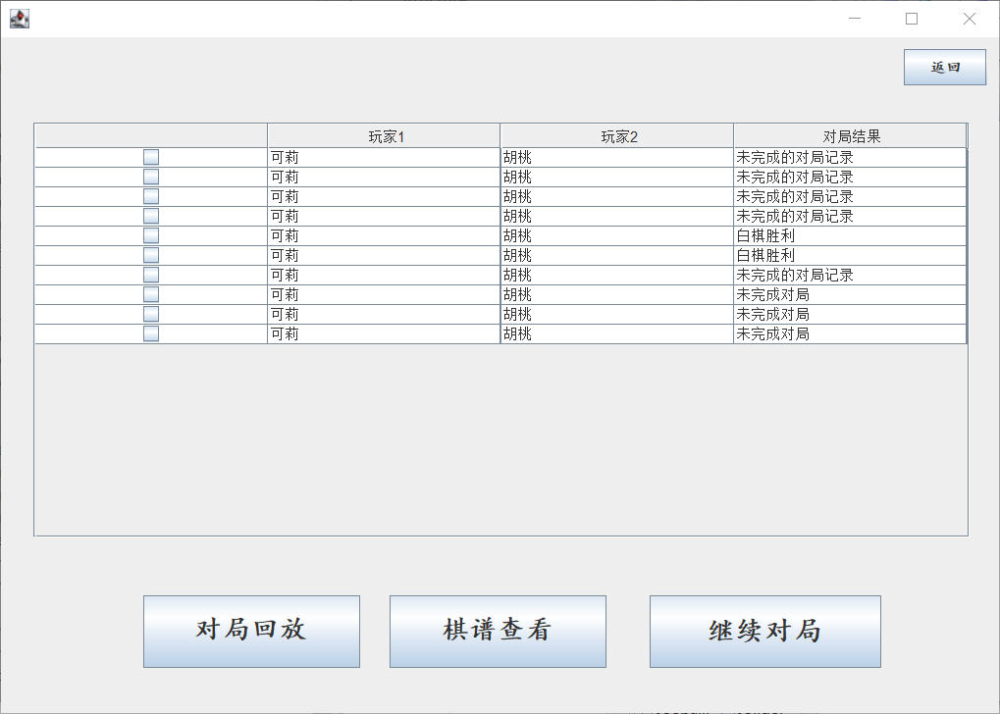 返回
玩家1 玩家2 对局结果
可莉 胡桃 未完成的对局记录
可莉 胡桃 未完成的对局记录
可莉 胡桃 未完成的对局记录
可莉 胡桃 未完成的对局记录
可莉 胡桃 白棋胜利
可莉 胡桃 白棋胜利
可莉 胡桃 未完成的对局记录
可莉 胡桃 未完成对局
可莉 胡桃 未完成对局
可莉 胡桃 未完成对局
对局回放 棋谱查看 继续对局